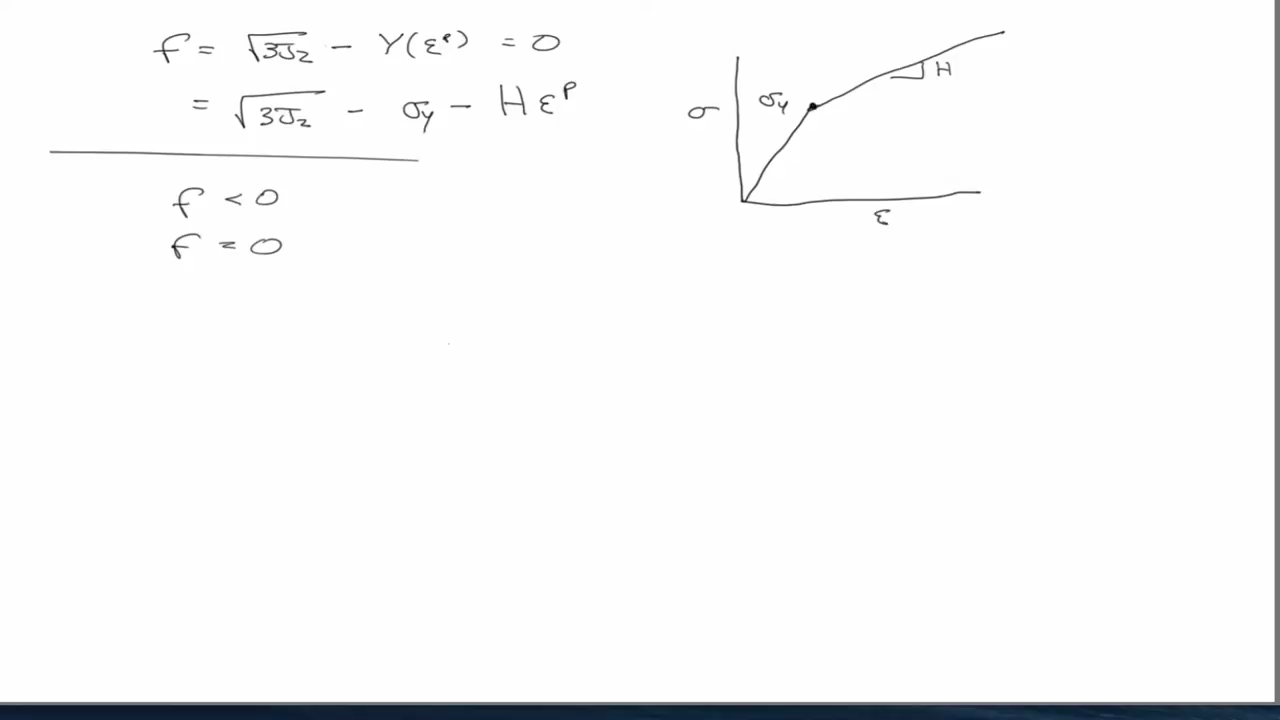 f = √3J₂ − Y(εᵖ) = 0
= √3J₂ − σy − H εᵖ
f < 0
f = 0
H
σy
σ
ε